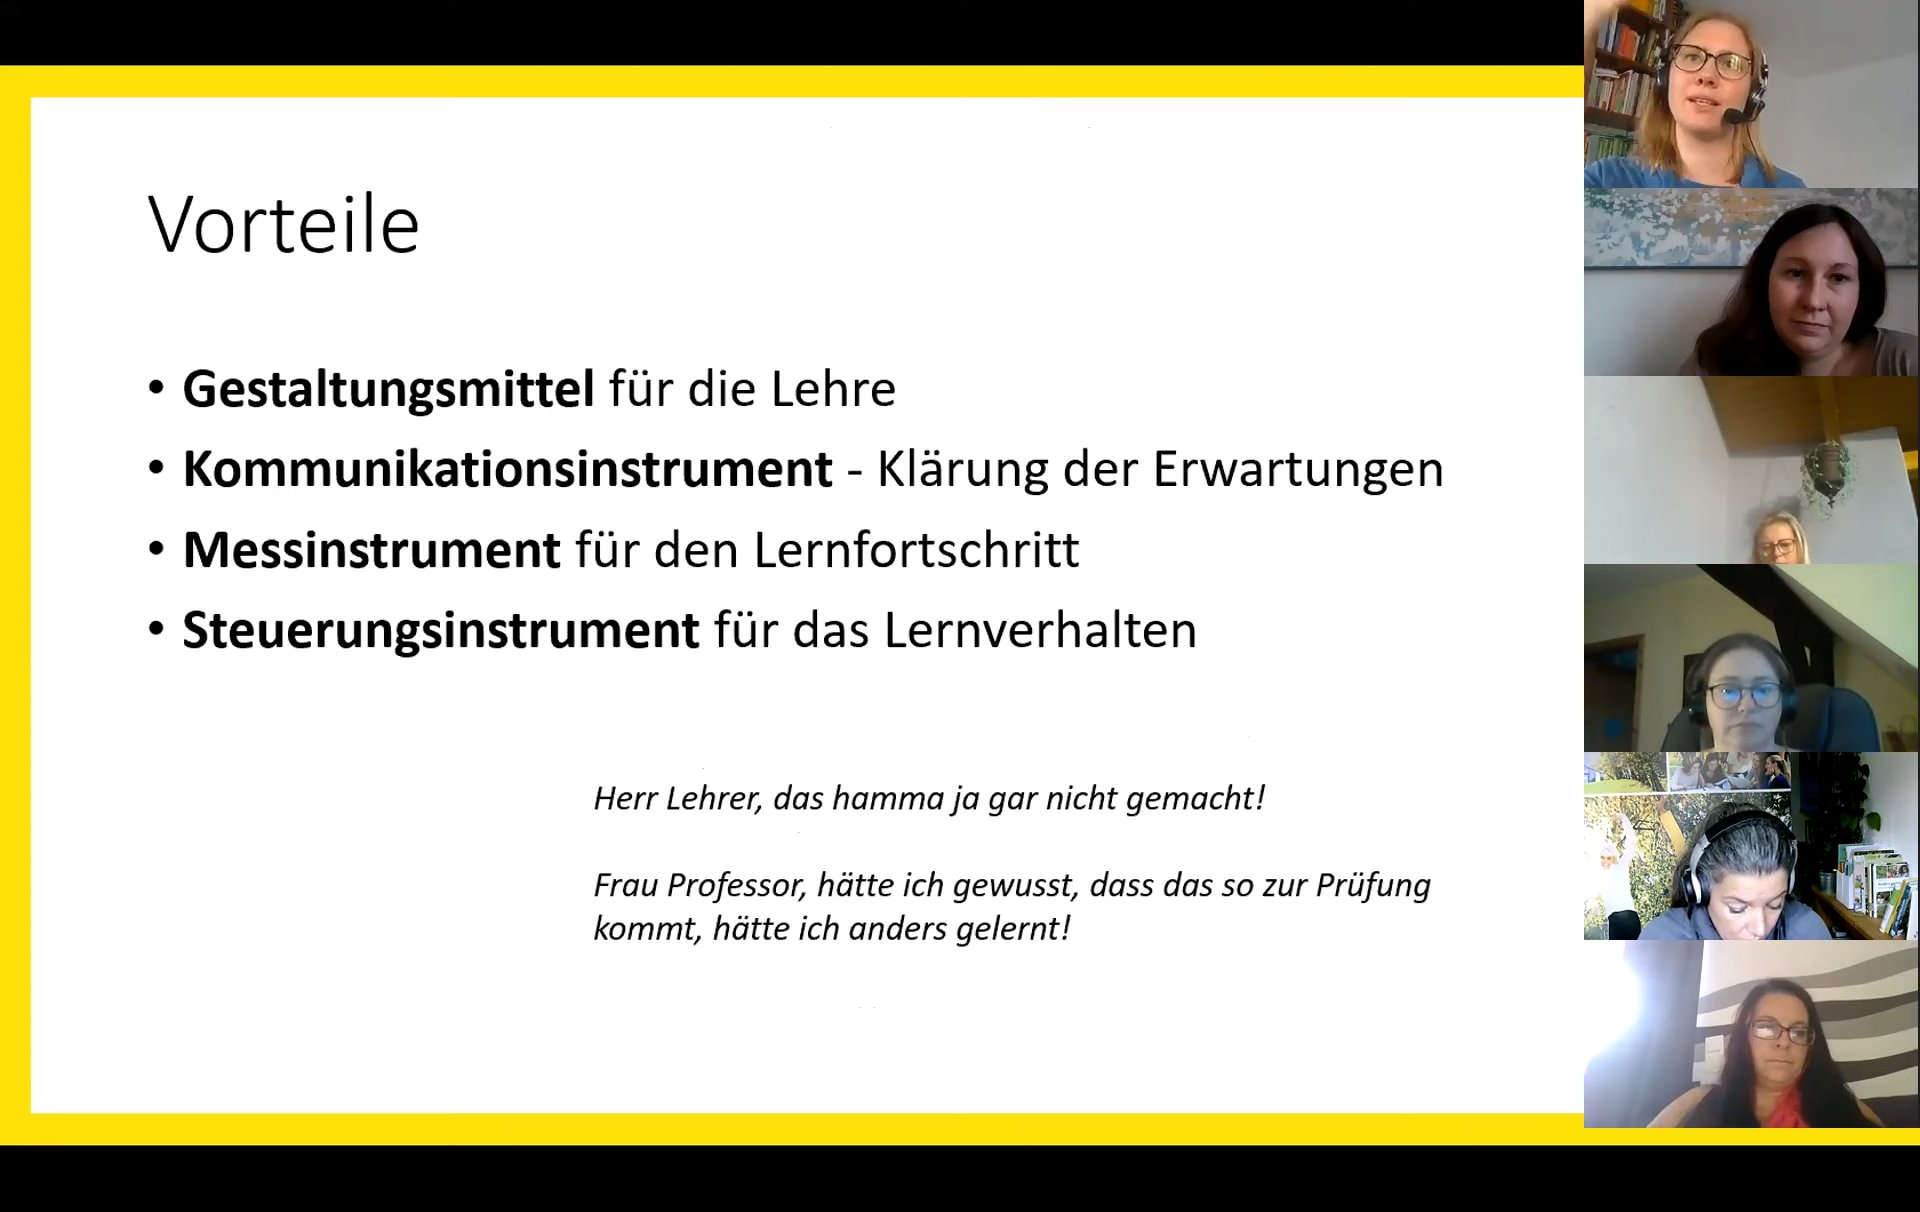 Vorteile
• Gestaltungsmittel für die Lehre
• Kommunikationsinstrument - Klärung der Erwartungen
• Messinstrument für den Lernfortschritt
• Steuerungsinstrument für das Lernverhalten
Herr Lehrer, das hamma ja gar nicht gemacht!
Frau Professor, hätte ich gewusst, dass das so zur Prüfung
kommt, hätte ich anders gelernt!